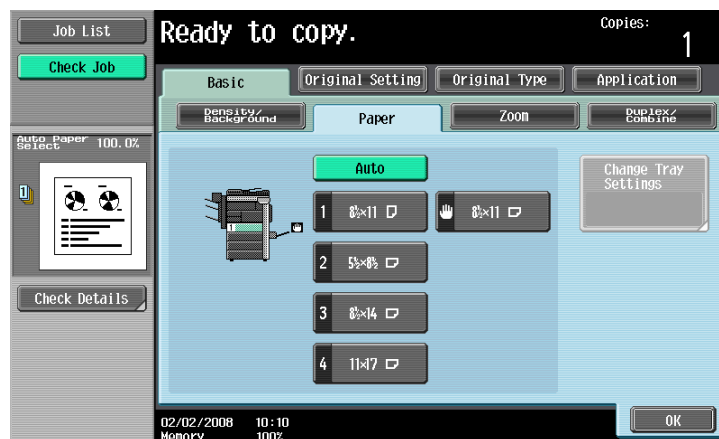 Job List
Check Job
Auto Paper
Select 100.0%
1
Check Details
Ready to copy.
Copies:
1
Basic
Original Setting
Original Type
Application
Density/
Background
Paper
Zoom
Duplex/
Combine
Auto
1 8½×11
8½×11
2 5½×8½
3 8½×14
4 11×17
1
Change Tray
Settings
02/02/2008 10:10
Memory 100%
OK